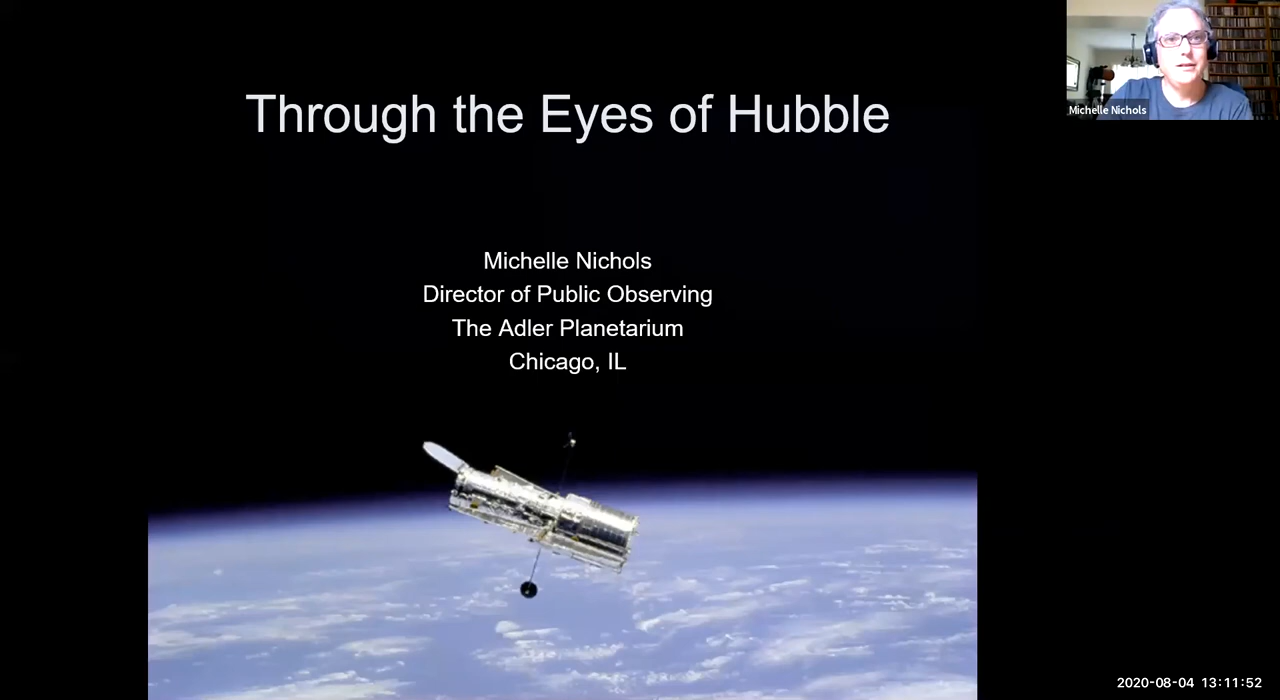 Through the Eyes of Hubble
Michelle Nichols
Michelle Nichols
Director of Public Observing
The Adler Planetarium
Chicago, IL
2020-08-04 13:11:52